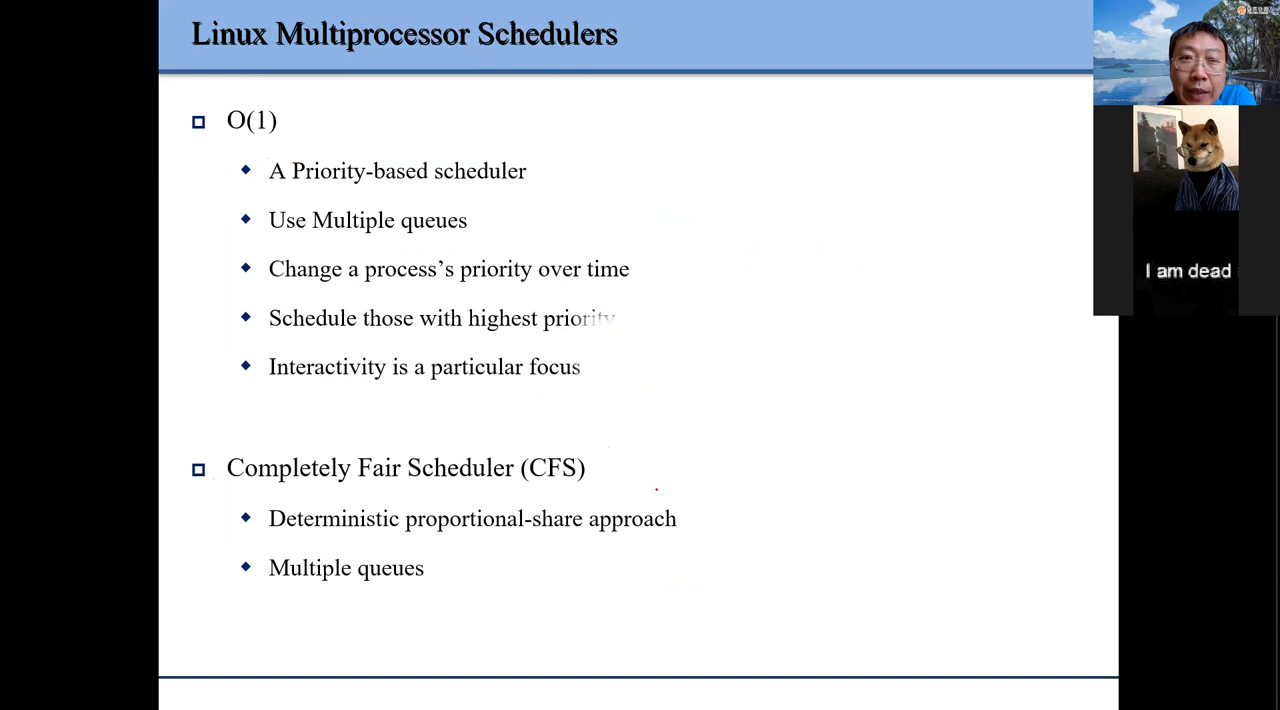 Linux Multiprocessor Schedulers
O(1)
A Priority-based scheduler
Use Multiple queues
Change a process's priority over time
Schedule those with highest priority
Interactivity is a particular focus
Completely Fair Scheduler (CFS)
Deterministic proportional-share approach
Multiple queues
I am dead